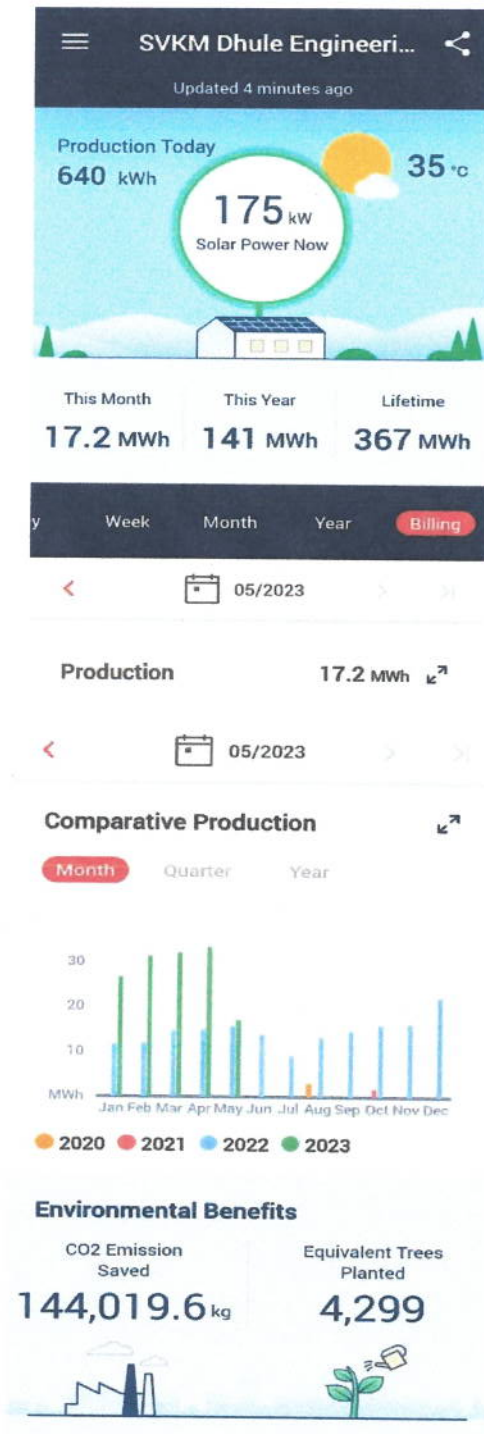 SVKM Dhule Engineeri...
Updated 4 minutes ago
Production Today
640 kWh
35 °C
175 kW
Solar Power Now
This Month This Year Lifetime
17.2 MWh 141 MWh 367 MWh
y Week Month Year Billing
05/2023
Production 17.2 MWh
05/2023
Comparative Production
Month Quarter Year
30
20
10
MWh
Jan Feb Mar Apr May Jun Jul Aug Sep Oct Nov Dec
2020 2021 2022 2023
Environmental Benefits
CO2 Emission Saved
Equivalent Trees Planted
144,019.6 kg 4,299